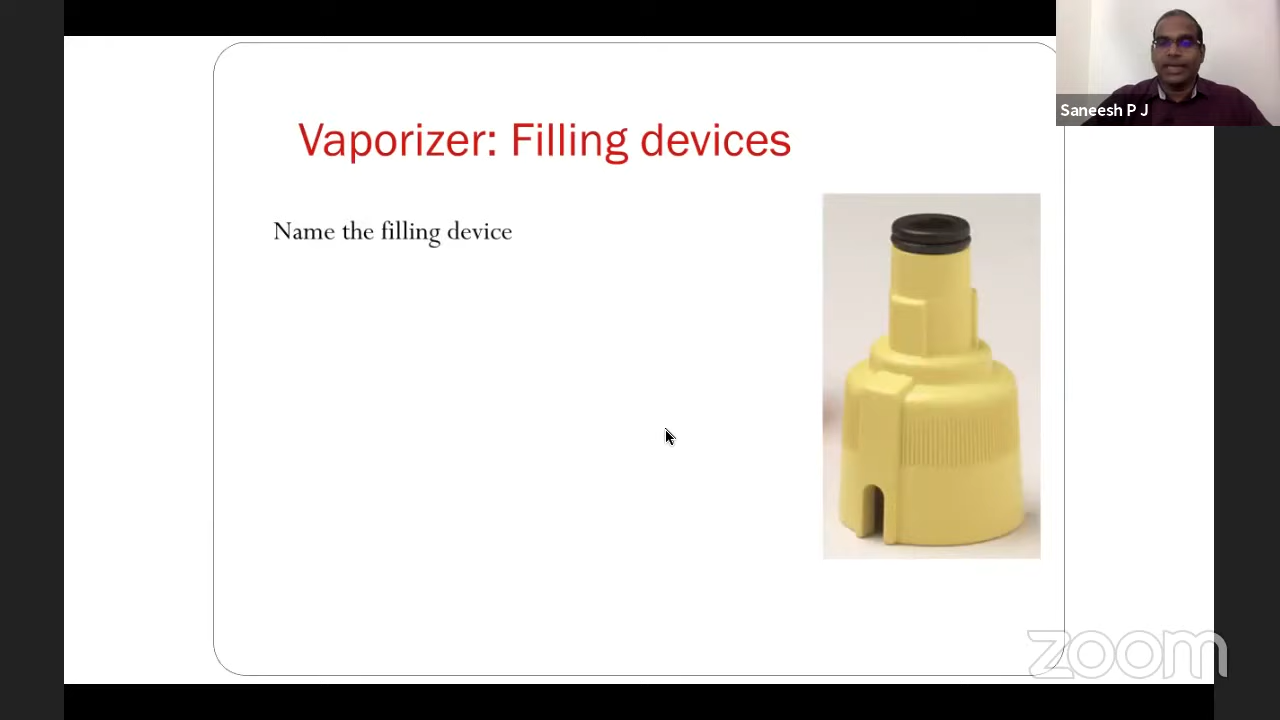 Vaporizer: Filling devices
Name the filling device
Saneesh P J
zoom